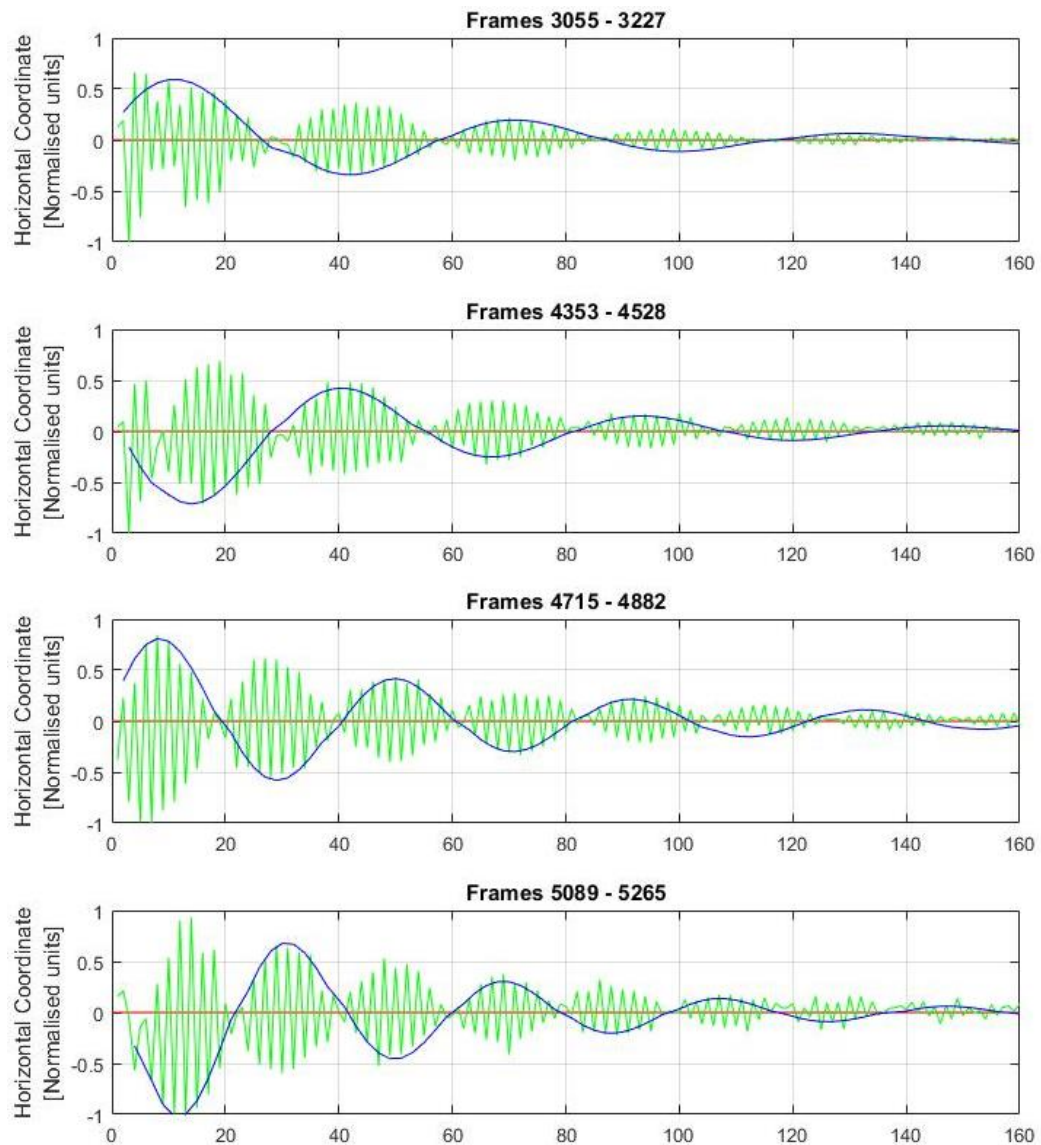 Frames 3055 - 3227
Horizontal Coordinate
[Normalised units]
1
0.5
0
-0.5
-1
0 20 40 60 80 100 120 140 160
Frames 4353 - 4528
Horizontal Coordinate
[Normalised units]
1
0.5
0
-0.5
-1
0 20 40 60 80 100 120 140 160
Frames 4715 - 4882
Horizontal Coordinate
[Normalised units]
1
0.5
0
-0.5
-1
0 20 40 60 80 100 120 140 160
Frames 5089 - 5265
Horizontal Coordinate
[Normalised units]
1
0.5
0
-0.5
-1
0 20 40 60 80 100 120 140 160